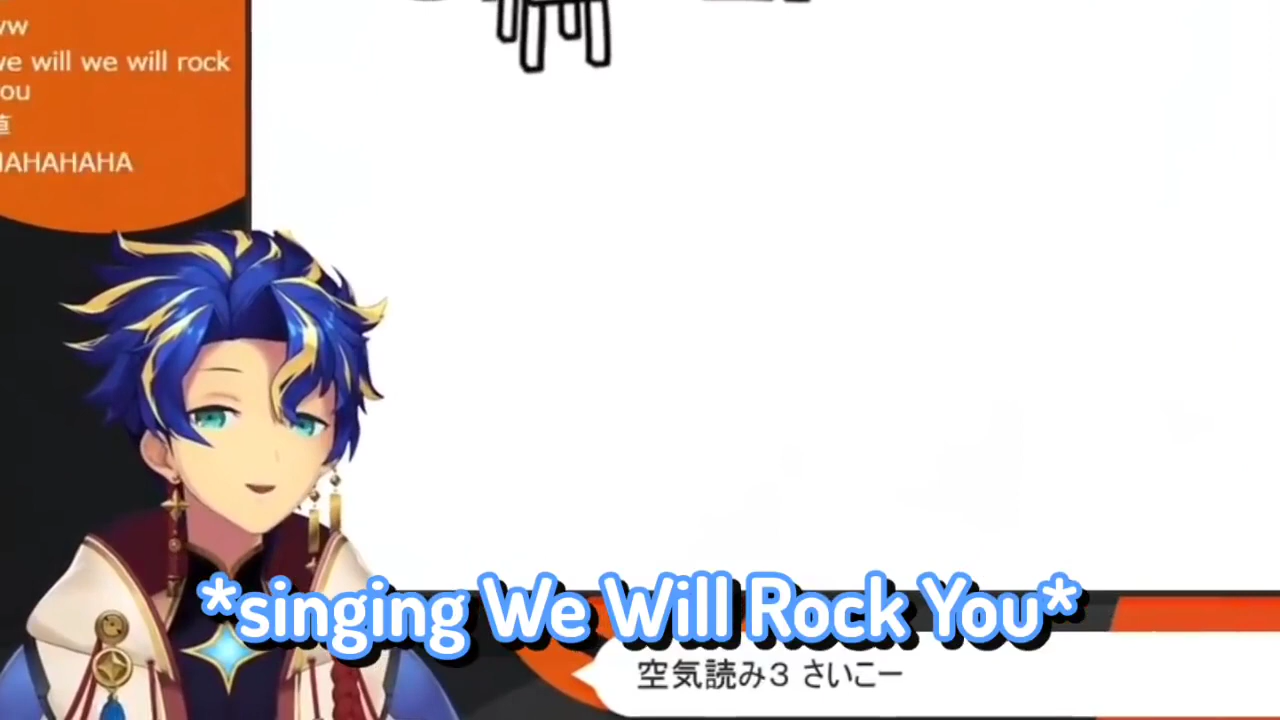 we will we will rock
ou
HAHAHAHA
*singing We Will Rock You*
空気読み3 さいこー